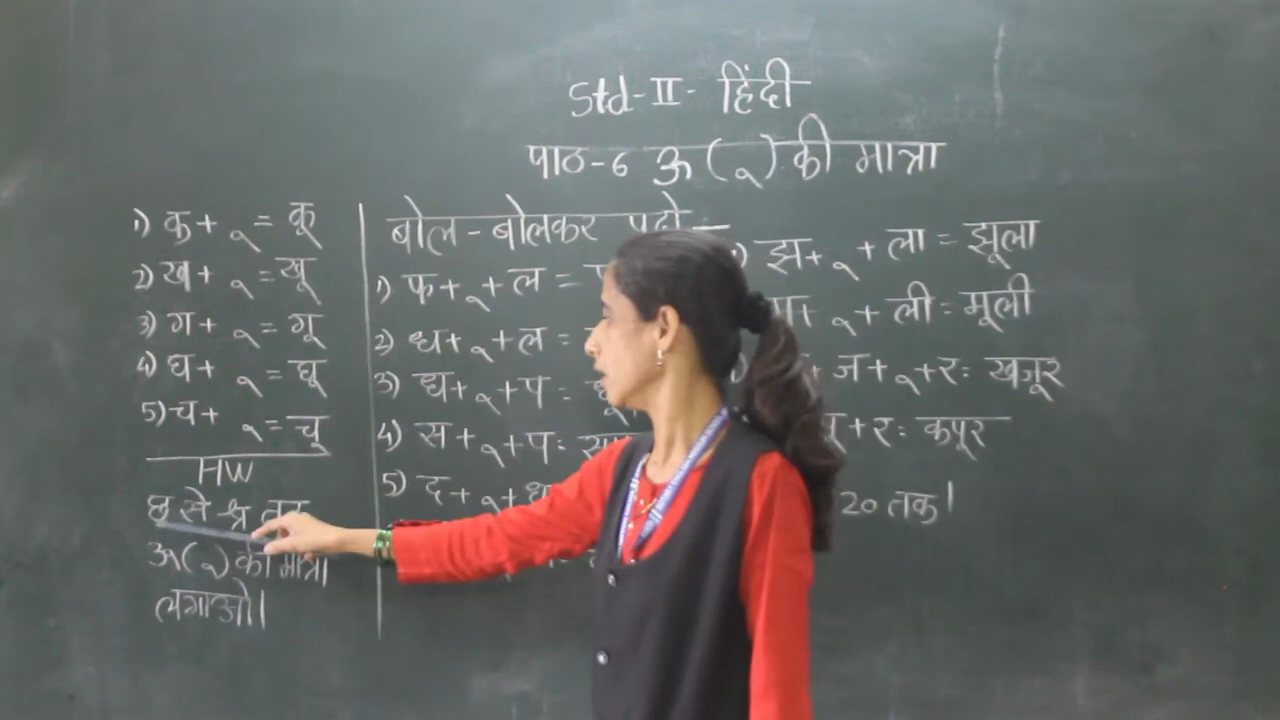 Std-II- हिंदी
पाठ-6 ऊ (ू) की मात्रा
1) क+ ू = कू
2) ख+ ू = खू
3) ग+ ू = गू
4) घ+ ू = घू
5) च+ ू = चू
HW
छ से श्र तक
ऊ(ू) की मात्रा
लगाओ।
बोल-बोलकर पढ़ो
1) फ+ ू + ल =
2) ध+ ू + ल =
3) ध+ ू + प =
4) स+ ू + प =
5) द+ ू + ध
झ+ ू + ला = झूला
म+ ू + ली = मूली
ज+ ू + र = खजूर
+ र = कपूर
20 तक।